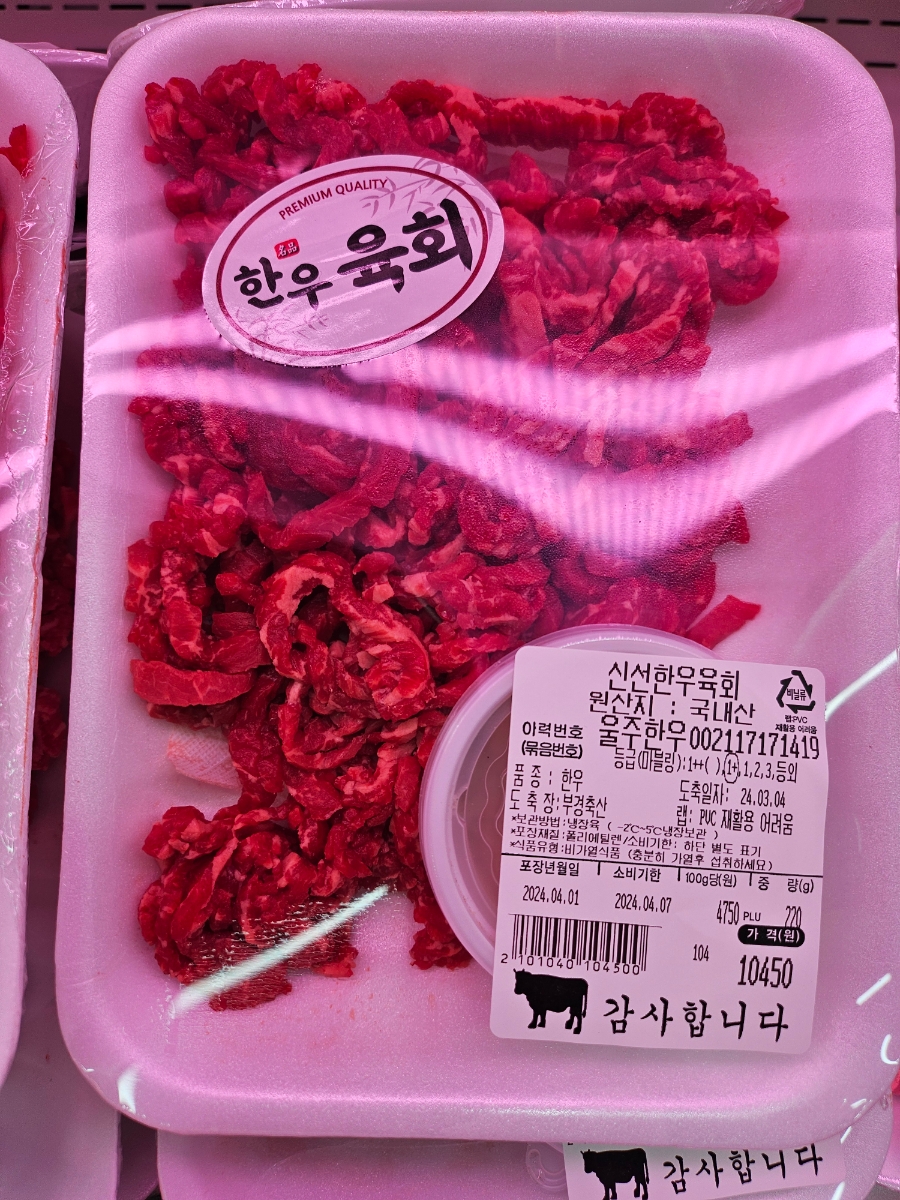 PREMIUM QUALITY
名品
한우 육회
신선한우육회
원산지 : 국내산
비닐류
랩:PVC
재활용 어려움
아력번호
(묶음번호)
울주한우002117171419
등급(마블링):1++( ),1+,1,2,3,등외
품 종 : 한우
도축일자: 24.03.04
도 축 장:부경축산
랩: PVC 재활용 어려움
*보관방법:냉장육 ( -2℃~5℃냉장보관 )
*포장재질:폴리에틸렌/소비기한: 하단 별도 표기
*식품유형:비가열식품 (충분히 가열후 섭취하세요)
포장년월일 소비기한 100g당(원) 중 량(g)
2024.04.01 2024.04.07 4750 PLU 220
가 격(원)
104
10450
2 101040 104500
감사합니다
감사합니다